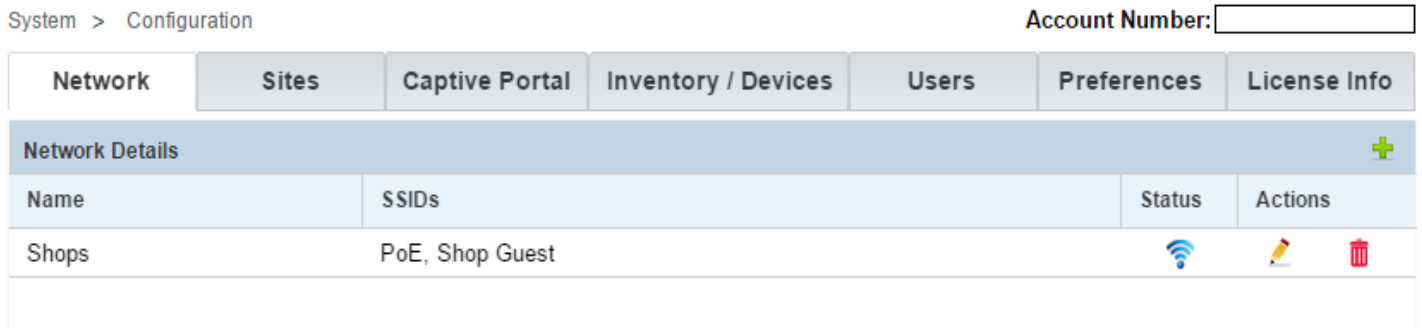 System > Configuration
Account Number:
Network Sites Captive Portal Inventory / Devices Users Preferences License Info
Network Details
Name SSIDs Status Actions
Shops PoE, Shop Guest